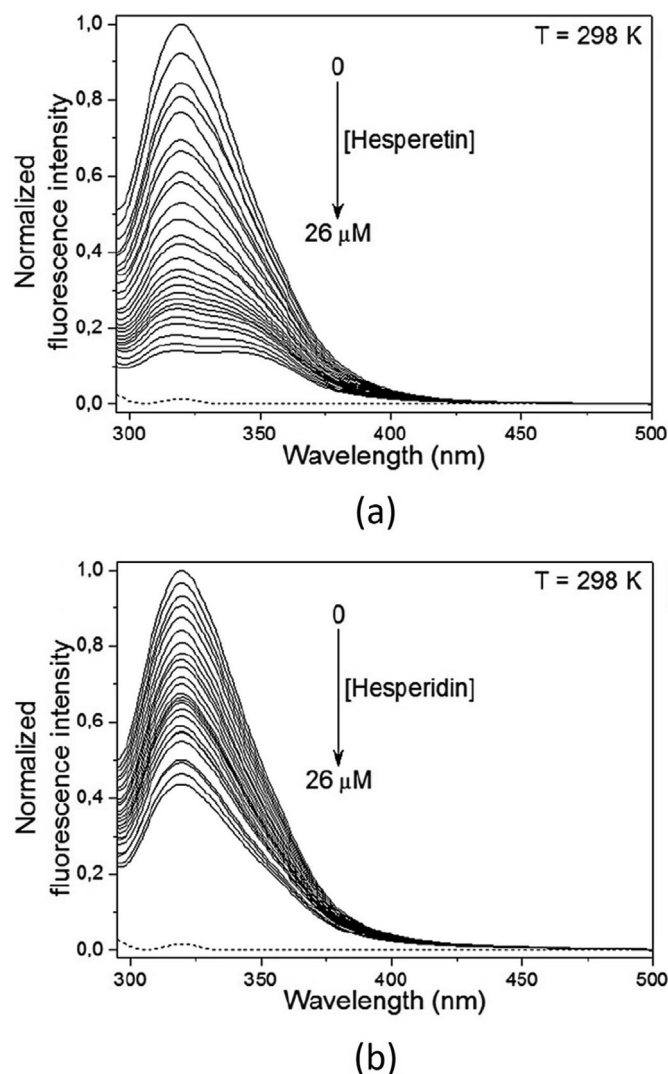 T = 298 K
1,0
0,8
0,6
0,4
0,2
0,0
Normalized
fluorescence intensity
0
[Hesperetin]
26 μM
300 350 400 450 500
Wavelength (nm)
(a)
T = 298 K
1,0
0,8
0,6
0,4
0,2
0,0
Normalized
fluorescence intensity
0
[Hesperidin]
26 μM
300 350 400 450 500
Wavelength (nm)
(b)